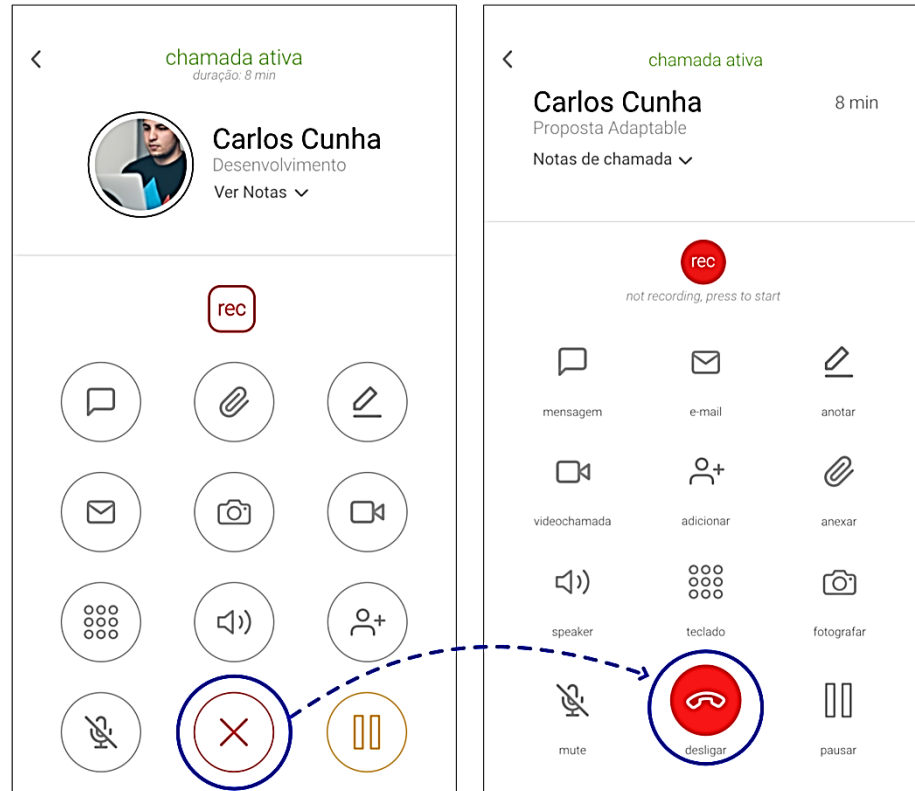 chamada ativa
duração: 8 min
Carlos Cunha
Desenvolvimento
Ver Notas
rec
chamada ativa
Carlos Cunha
8 min
Proposta Adaptable
Notas de chamada
rec
not recording, press to start
mensagem
e-mail
anotar
videochamada
adicionar
anexar
speaker
teclado
fotografar
mute
desligar
pausar